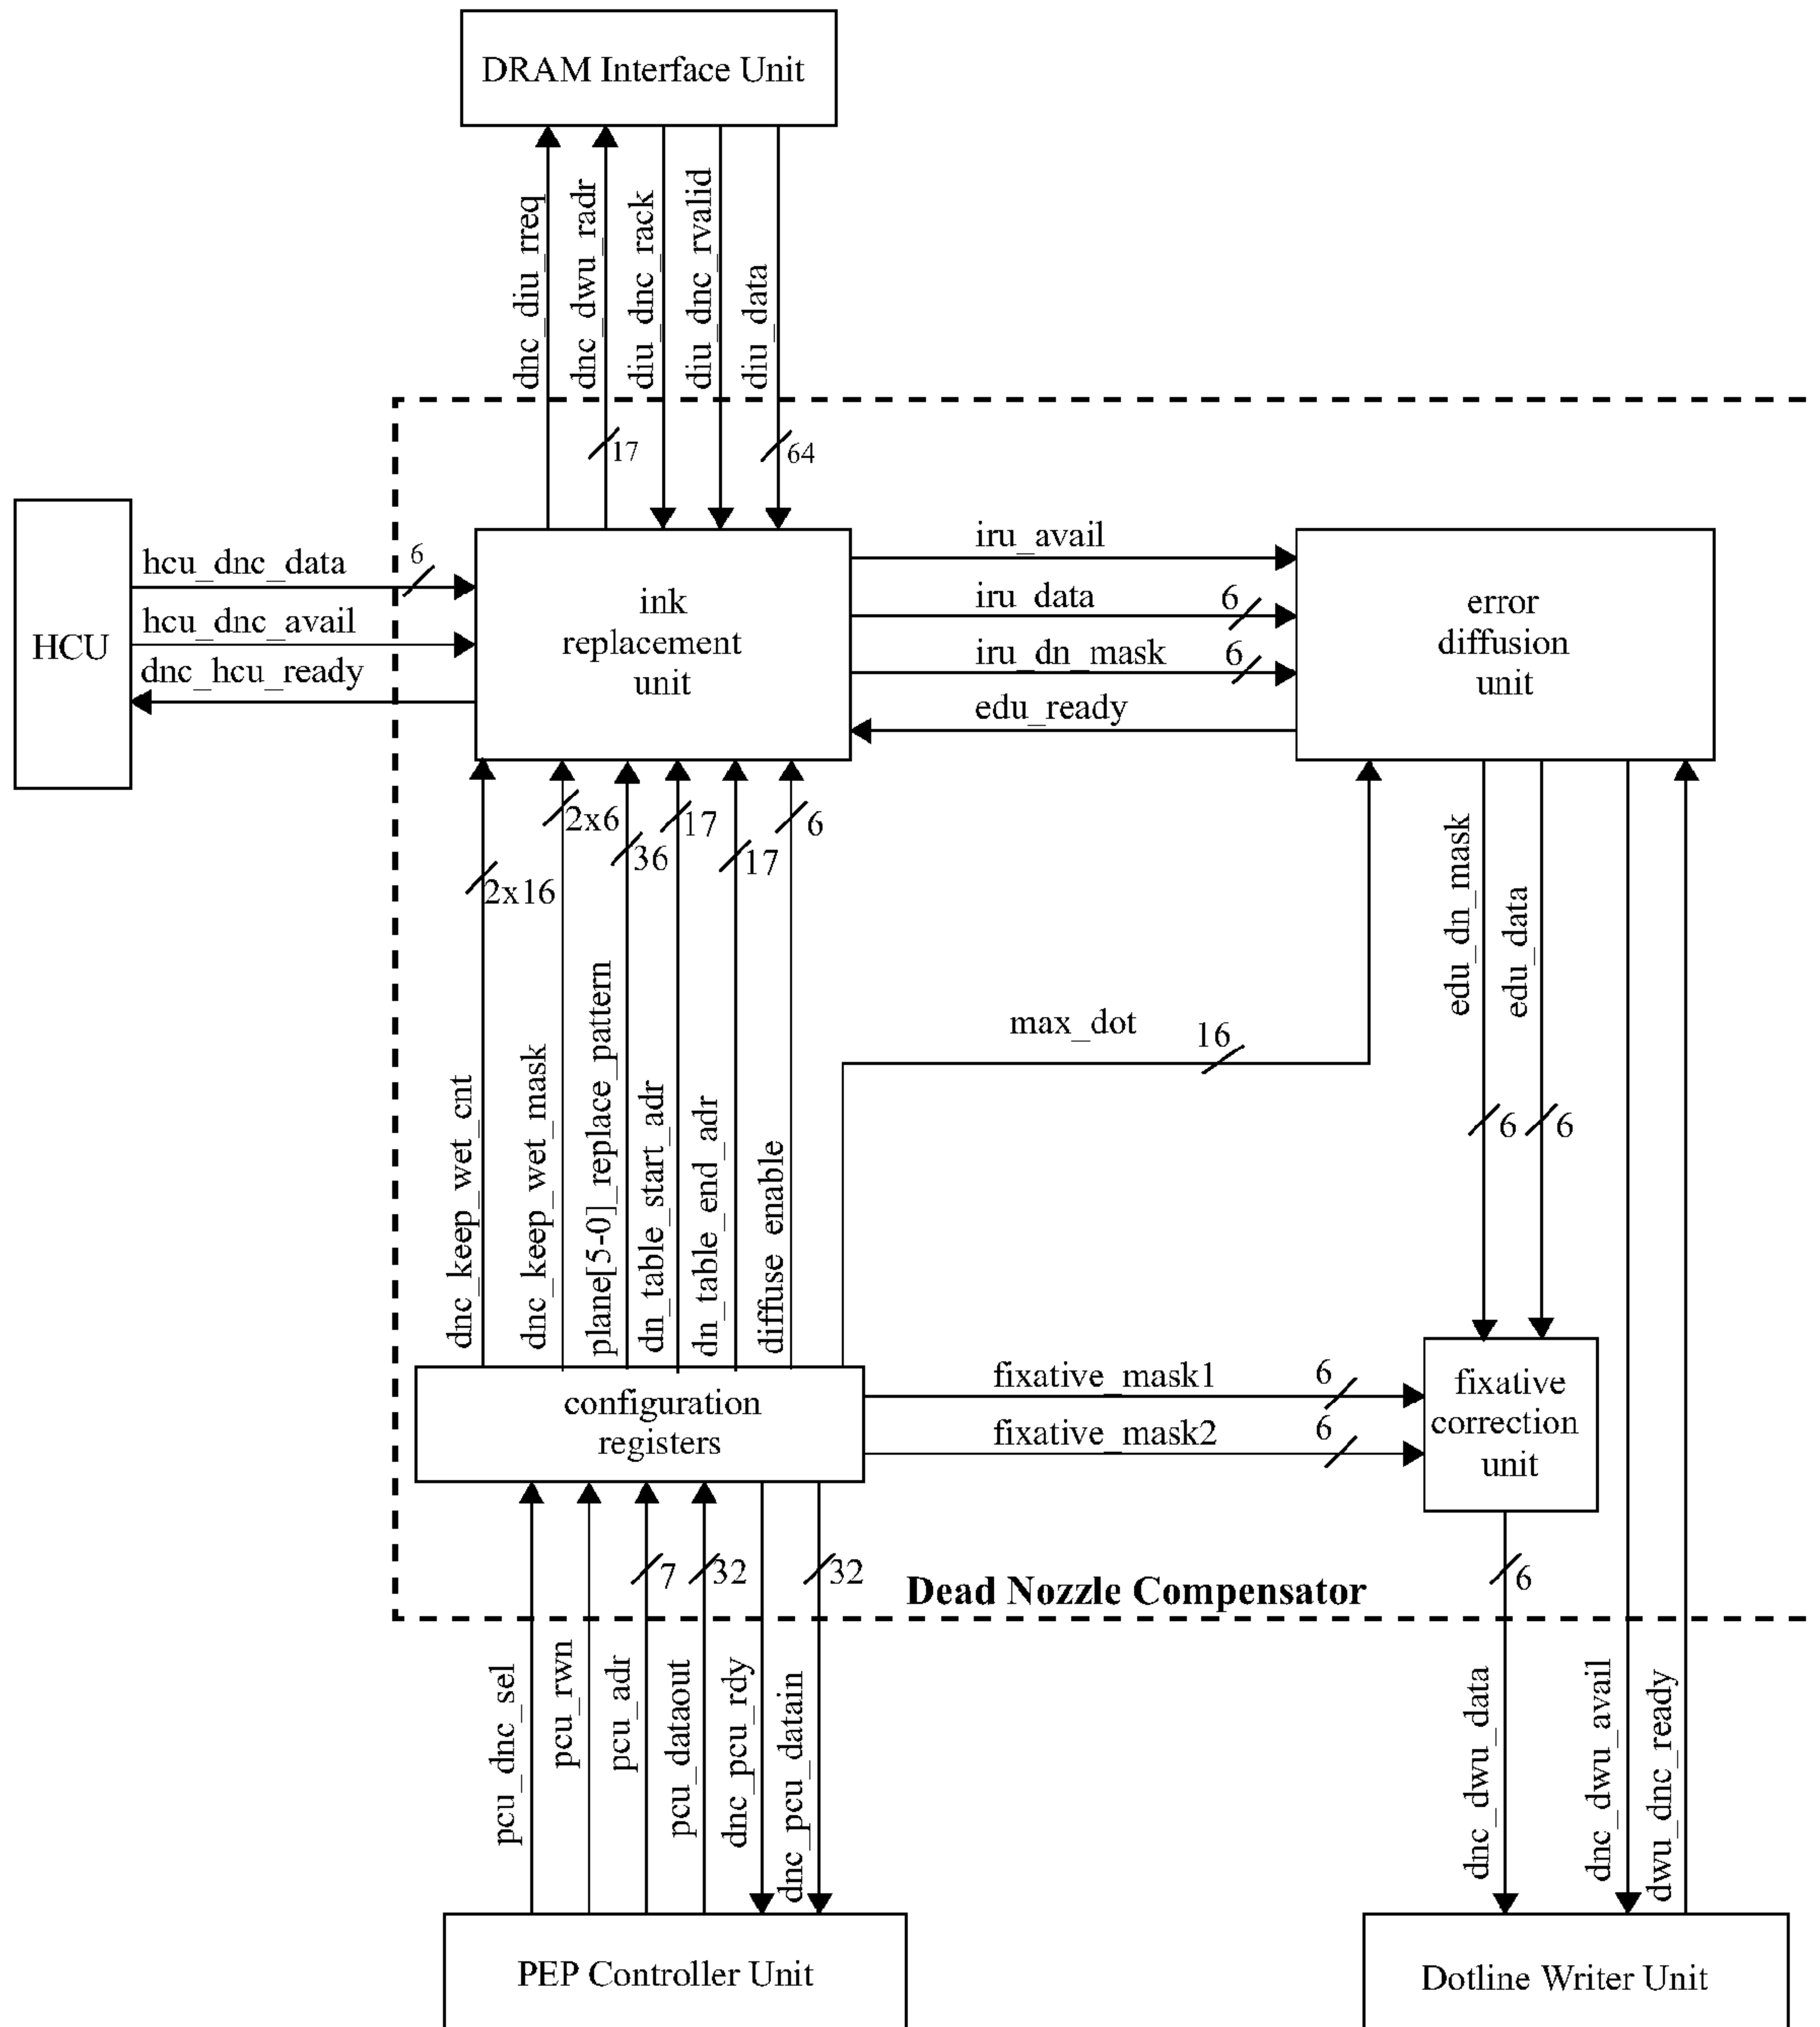 DRAM Interface Unit
dnc_diu_rreq
dnc_dwu_radr
diu_dnc_rack
diu_dnc_rvalid
diu_data
17
64
HCU
hcu_dnc_data
6
hcu_dnc_avail
dnc_hcu_ready
ink
replacement
unit
iru_avail
iru_data
6
iru_dn_mask
6
edu_ready
error
diffusion
unit
2x16
2x6
36
17
17
6
dnc_keep_wet_cnt
dnc_keep_wet_mask
plane[5-0]_replace_pattern
dn_table_start_adr
dn_table_end_adr
diffuse_enable
max_dot
16
edu_dn_mask
edu_data
6
6
configuration
registers
fixative_mask1
6
fixative_mask2
6
fixative
correction
unit
7
32
32
6
Dead Nozzle Compensator
pcu_dnc_sel
pcu_rwn
pcu_adr
pcu_dataout
dnc_pcu_rdy
dnc_pcu_datain
dnc_dwu_data
dnc_dwu_avail
dwu_dnc_ready
PEP Controller Unit
Dotline Writer Unit